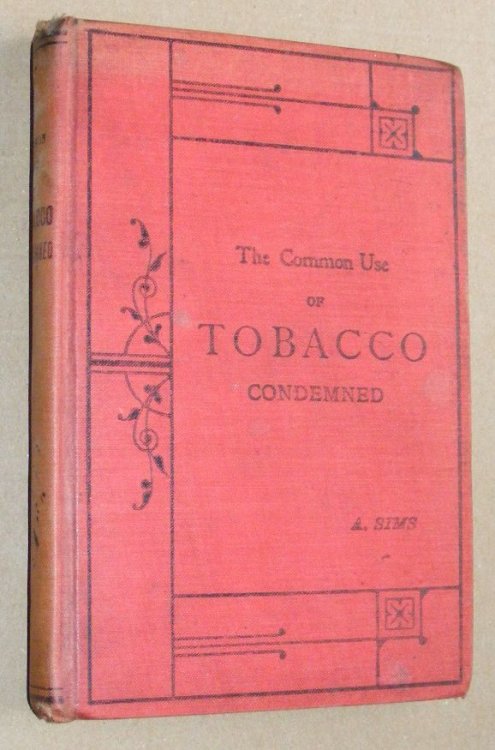 The Common Use
OF
TOBACCO
CONDEMNED
A. SIMS